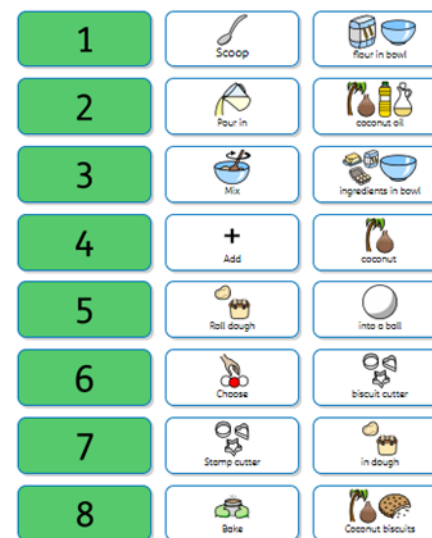 1 Scoop flour in bowl
2 Pour in coconut oil
3 Mix ingredients in bowl
4 + Add coconut
5 Roll dough into a ball
6 Choose biscuit cutter
7 Stamp cutter in dough
8 Bake Coconut biscuits